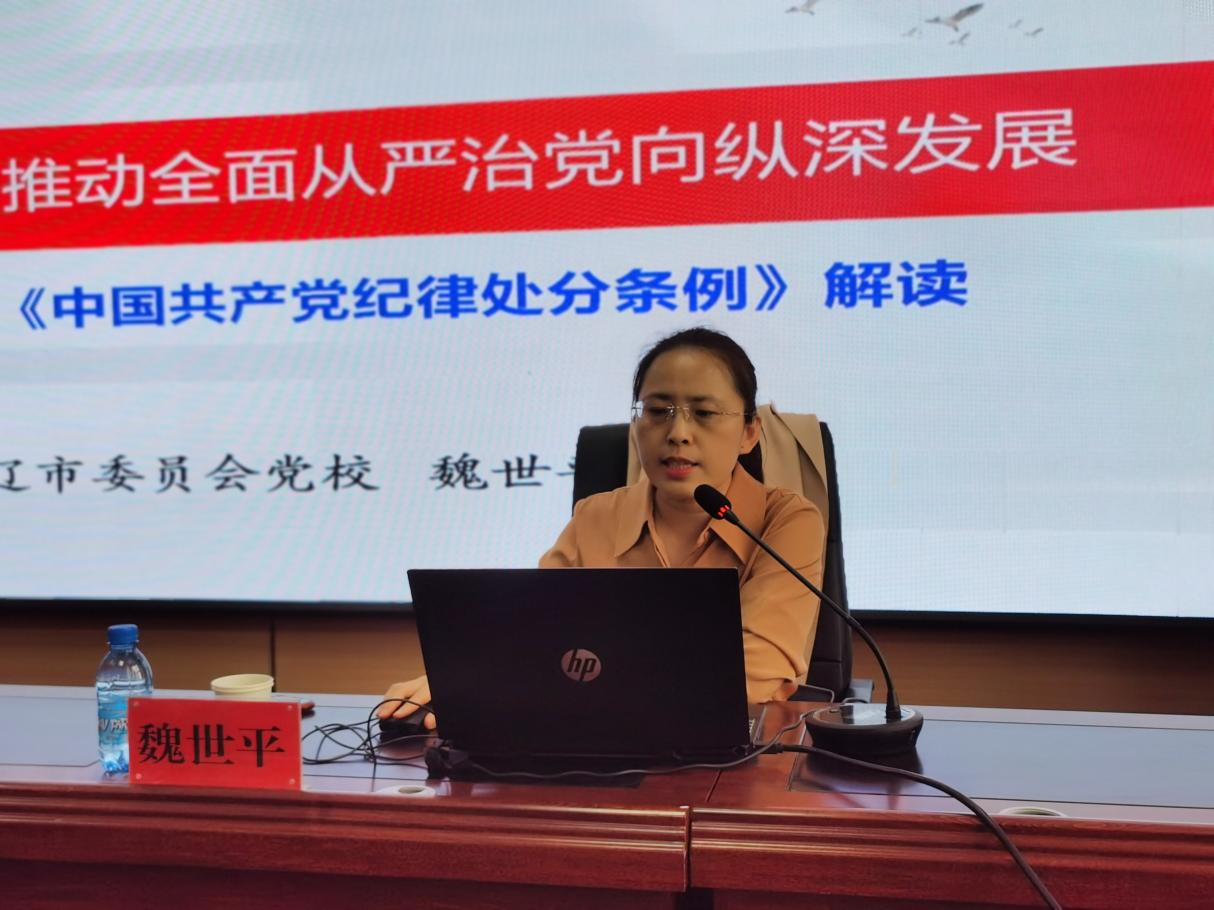 推动全面从严治党向纵深发展
《中国共产党纪律处分条例》解读
辽市委员会党校 魏世
魏世平
hp